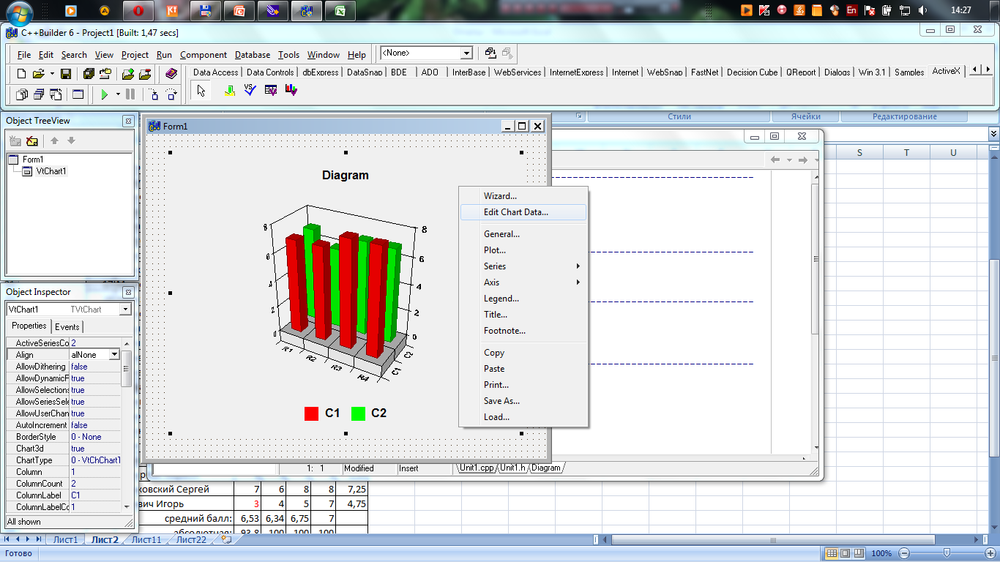 En
14:27
C++Builder 6 - Project1 [Built: 1,47 secs]
File Edit Search View Project Run Component Database Tools Window Help
<None>
Data Access Data Controls dbExpress DataSnap BDE ADO InterBase WebServices InternetExpress Internet WebSnap FastNet Decision Cube QReport Dialogs Win 3.1 Samples ActiveX
Стили Ячейки Редактирование
Object TreeView
Form1
VtChart1
Form1
Diagram
8 6 4 2 0
8 6 4 2 0
R1 R2 R3 R4
C1 C2
C1 C2
Wizard...
Edit Chart Data...
General...
Plot...
Series
Axis
Legend...
Title...
Footnote...
Copy
Paste
Print...
Save As...
Load...
S T U
Object Inspector
VtChart1 TVtChart
Properties Events
ActiveSeriesCo 2
Align alNone
AllowDithering false
AllowDynamicF true
AllowSelections true
AllowSeriesSele true
AllowUserChan true
AutoIncrement false
BorderStyle 0 - None
Chart3d true
ChartType 0 - VtChChartT
Column 1
ColumnCount 2
ColumnLabel C1
ColumnLabelCo 1
All shown
1: 1 Modified Insert Unit1.cpp Unit1.h Diagram
ковский Сергей 7 6 8 8 7,25
вич Игорь 3 4 5 7 4,75
средний балл: 6,53 6,34 6,75 7
абсолютная: 93,8 100 100 100
Лист1 Лист2 Лист11 Лист22
Готово 100%